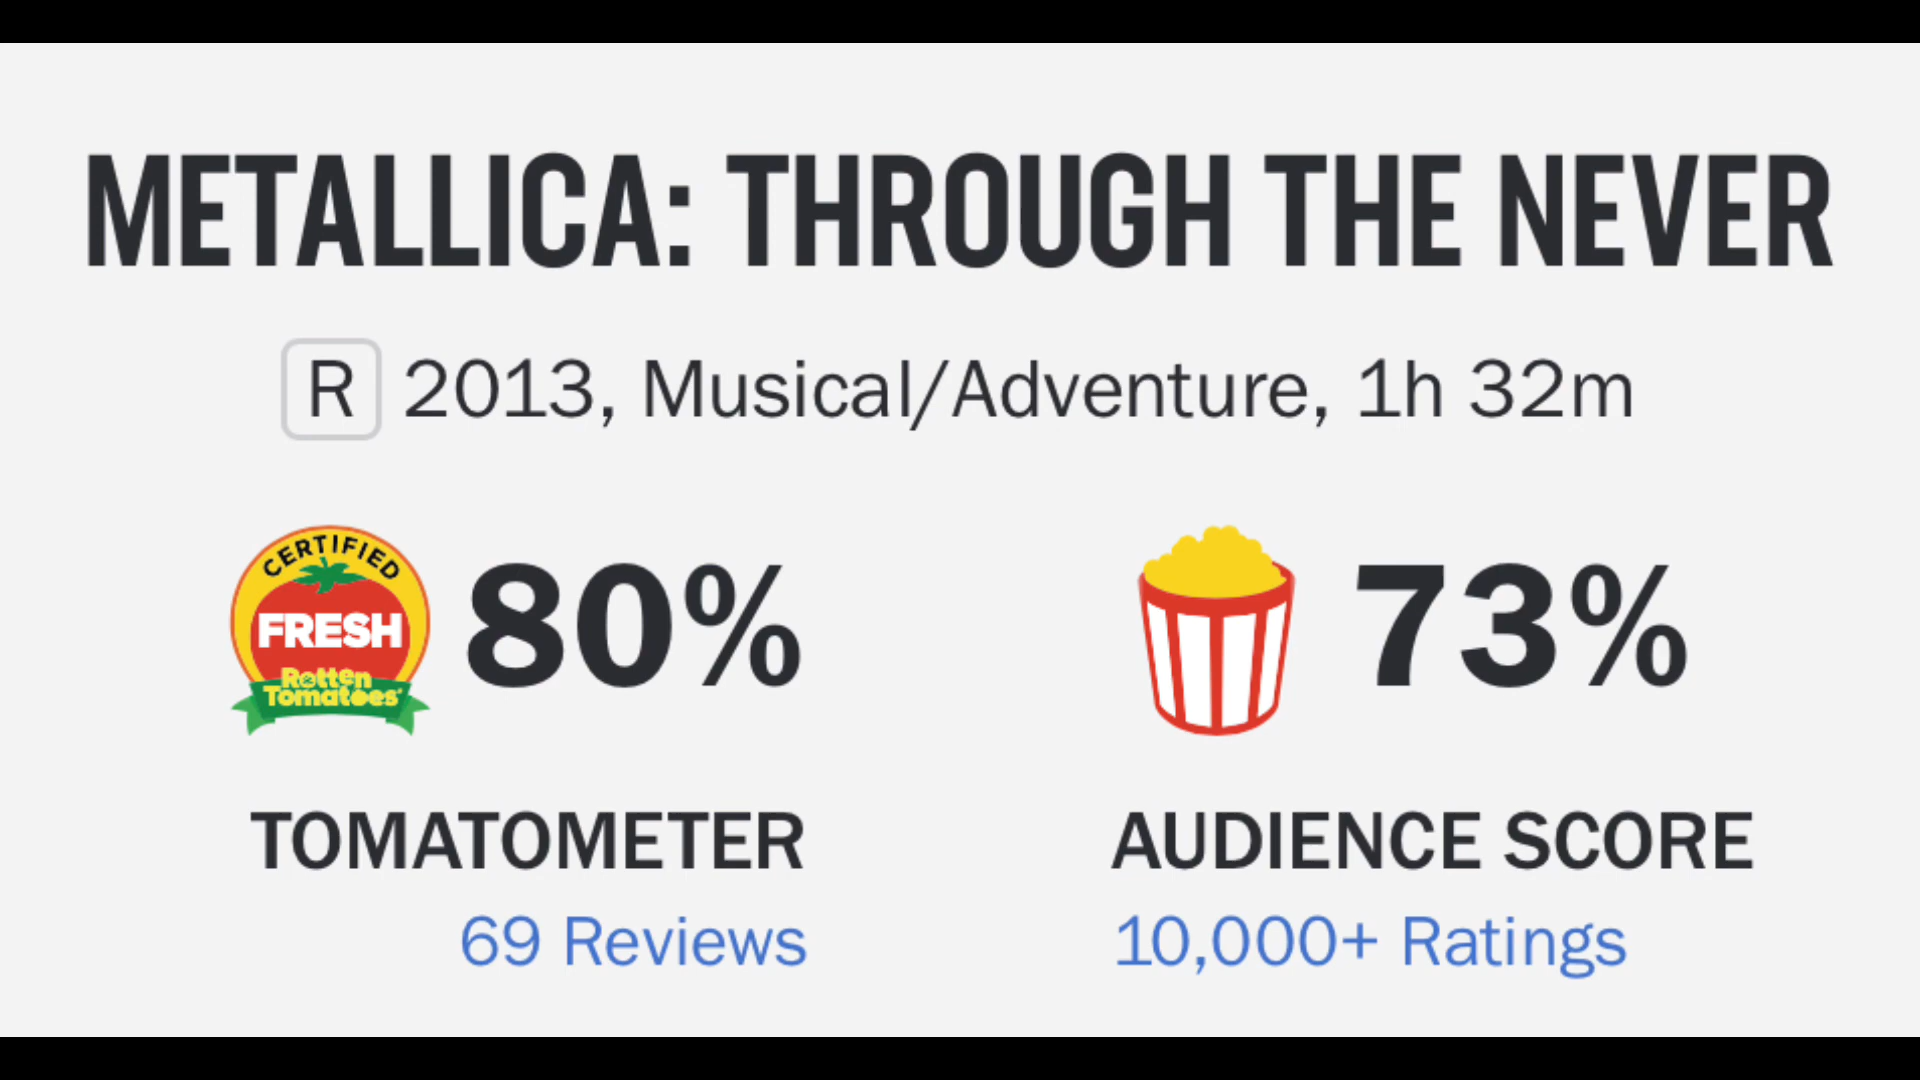 METALLICA: THROUGH THE NEVER
R 2013, Musical/Adventure, 1h 32m
CERTIFIED
FRESH
Rotten
Tomatoes
80%
73%
TOMATOMETER
AUDIENCE SCORE
69 Reviews
10,000+ Ratings